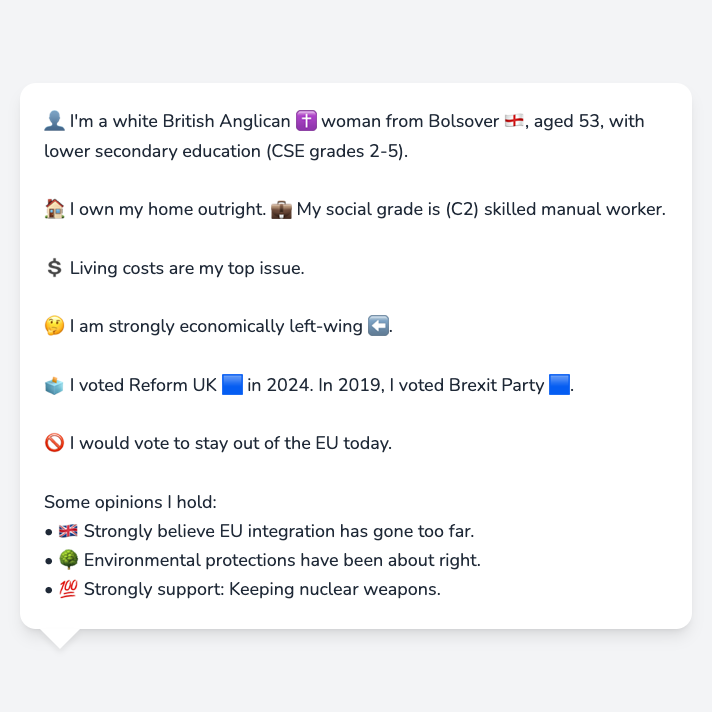 👤 I'm a white British Anglican ✝️ woman from Bolsover 🏴󠁧󠁢󠁥󠁮󠁧󠁿, aged 53, with
lower secondary education (CSE grades 2-5).
🏠 I own my home outright. 💼 My social grade is (C2) skilled manual worker.
💲 Living costs are my top issue.
🤔 I am strongly economically left-wing ⬅️.
🗳️ I voted Reform UK 🟦 in 2024. In 2019, I voted Brexit Party 🟦.
🚫 I would vote to stay out of the EU today.
Some opinions I hold:
• 🇬🇧 Strongly believe EU integration has gone too far.
• 🌳 Environmental protections have been about right.
• 💯 Strongly support: Keeping nuclear weapons.